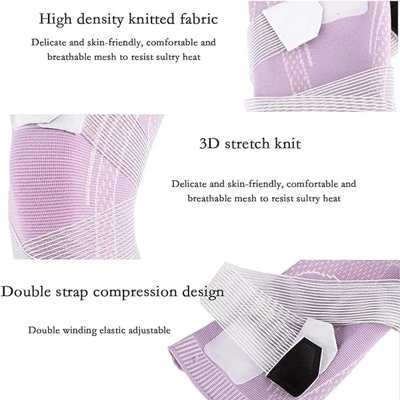 High density knitted fabric
Delicate and skin-friendly, comfortable and
breathable mesh to resist sultry heat
3D stretch knit
Delicate and skin-friendly, comfortable and
breathable mesh to resist sultry heat
Double strap compression design
Double winding elastic adjustable